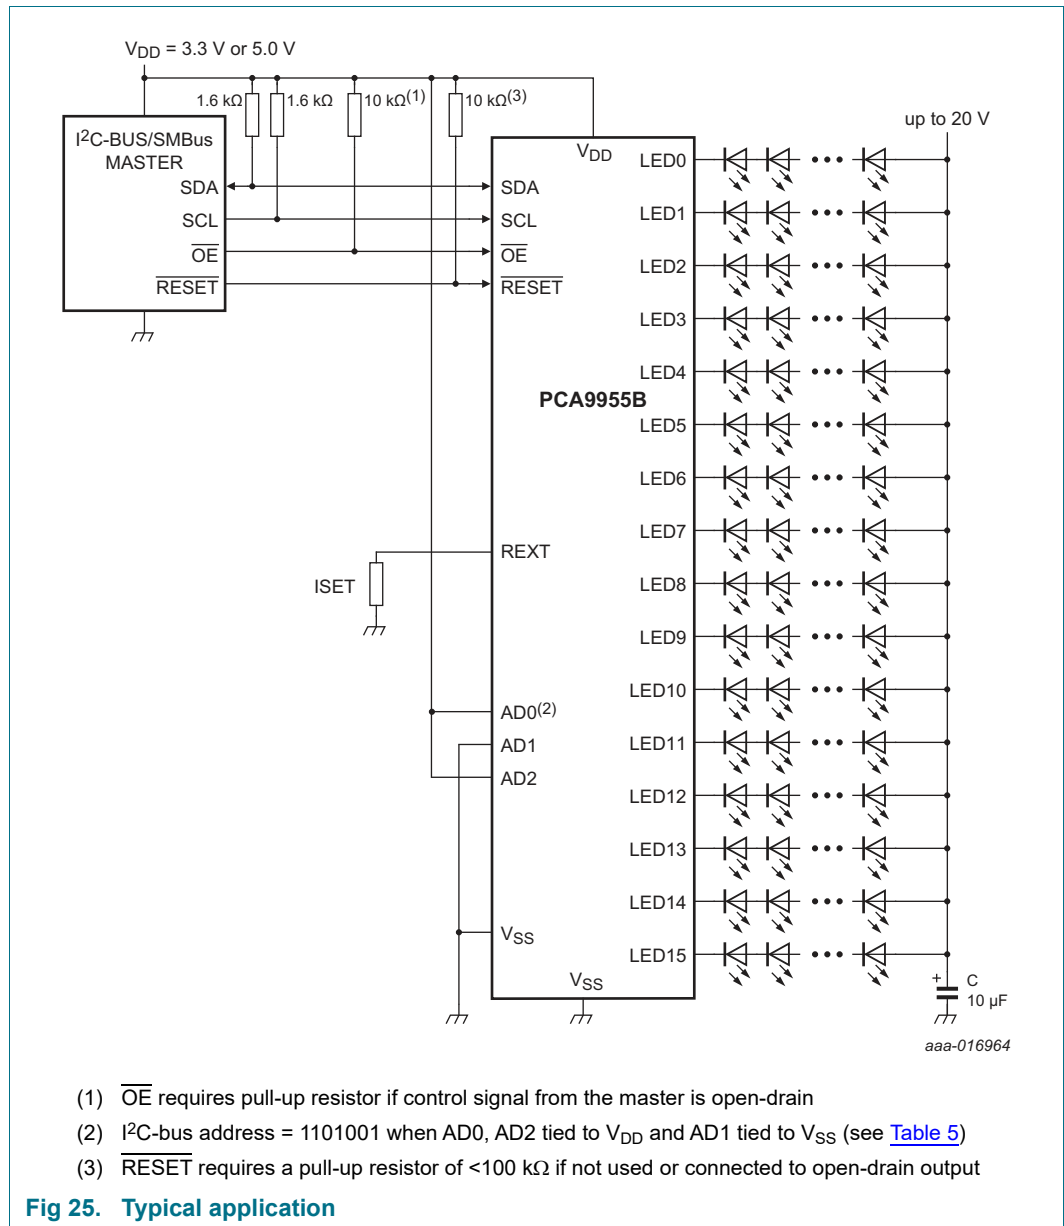 VDD = 3.3 V or 5.0 V
1.6 kΩ
1.6 kΩ
10 kΩ(1)
10 kΩ(3)
up to 20 V
I2C-BUS/SMBus
MASTER
SDA
SCL
OE
RESET
VDD
SDA
SCL
OE
RESET
PCA9955B
REXT
ISET
AD0(2)
AD1
AD2
VSS
VSS
LED0
LED1
LED2
LED3
LED4
LED5
LED6
LED7
LED8
LED9
LED10
LED11
LED12
LED13
LED14
LED15
+
C
10 µF
aaa-016964
(1) OE requires pull-up resistor if control signal from the master is open-drain
(2) I2C-bus address = 1101001 when AD0, AD2 tied to VDD and AD1 tied to VSS (see Table 5)
(3) RESET requires a pull-up resistor of <100 kΩ if not used or connected to open-drain output
Fig 25. Typical application